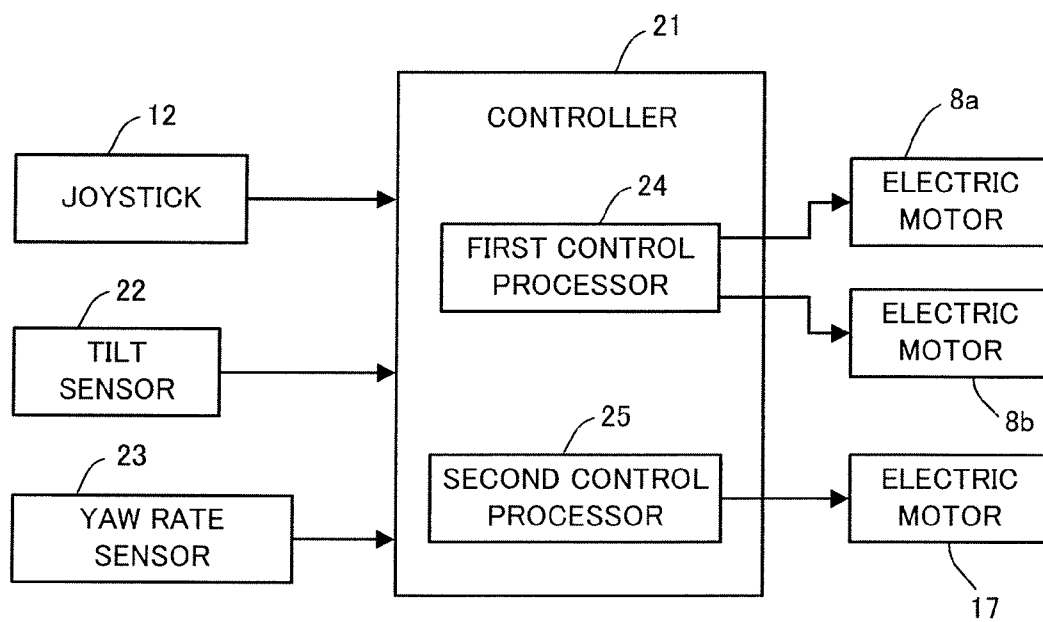 21
CONTROLLER
12
JOYSTICK
8a
ELECTRIC
MOTOR
24
FIRST CONTROL
PROCESSOR
22
TILT
SENSOR
ELECTRIC
MOTOR
8b
25
SECOND CONTROL
PROCESSOR
23
YAW RATE
SENSOR
ELECTRIC
MOTOR
17